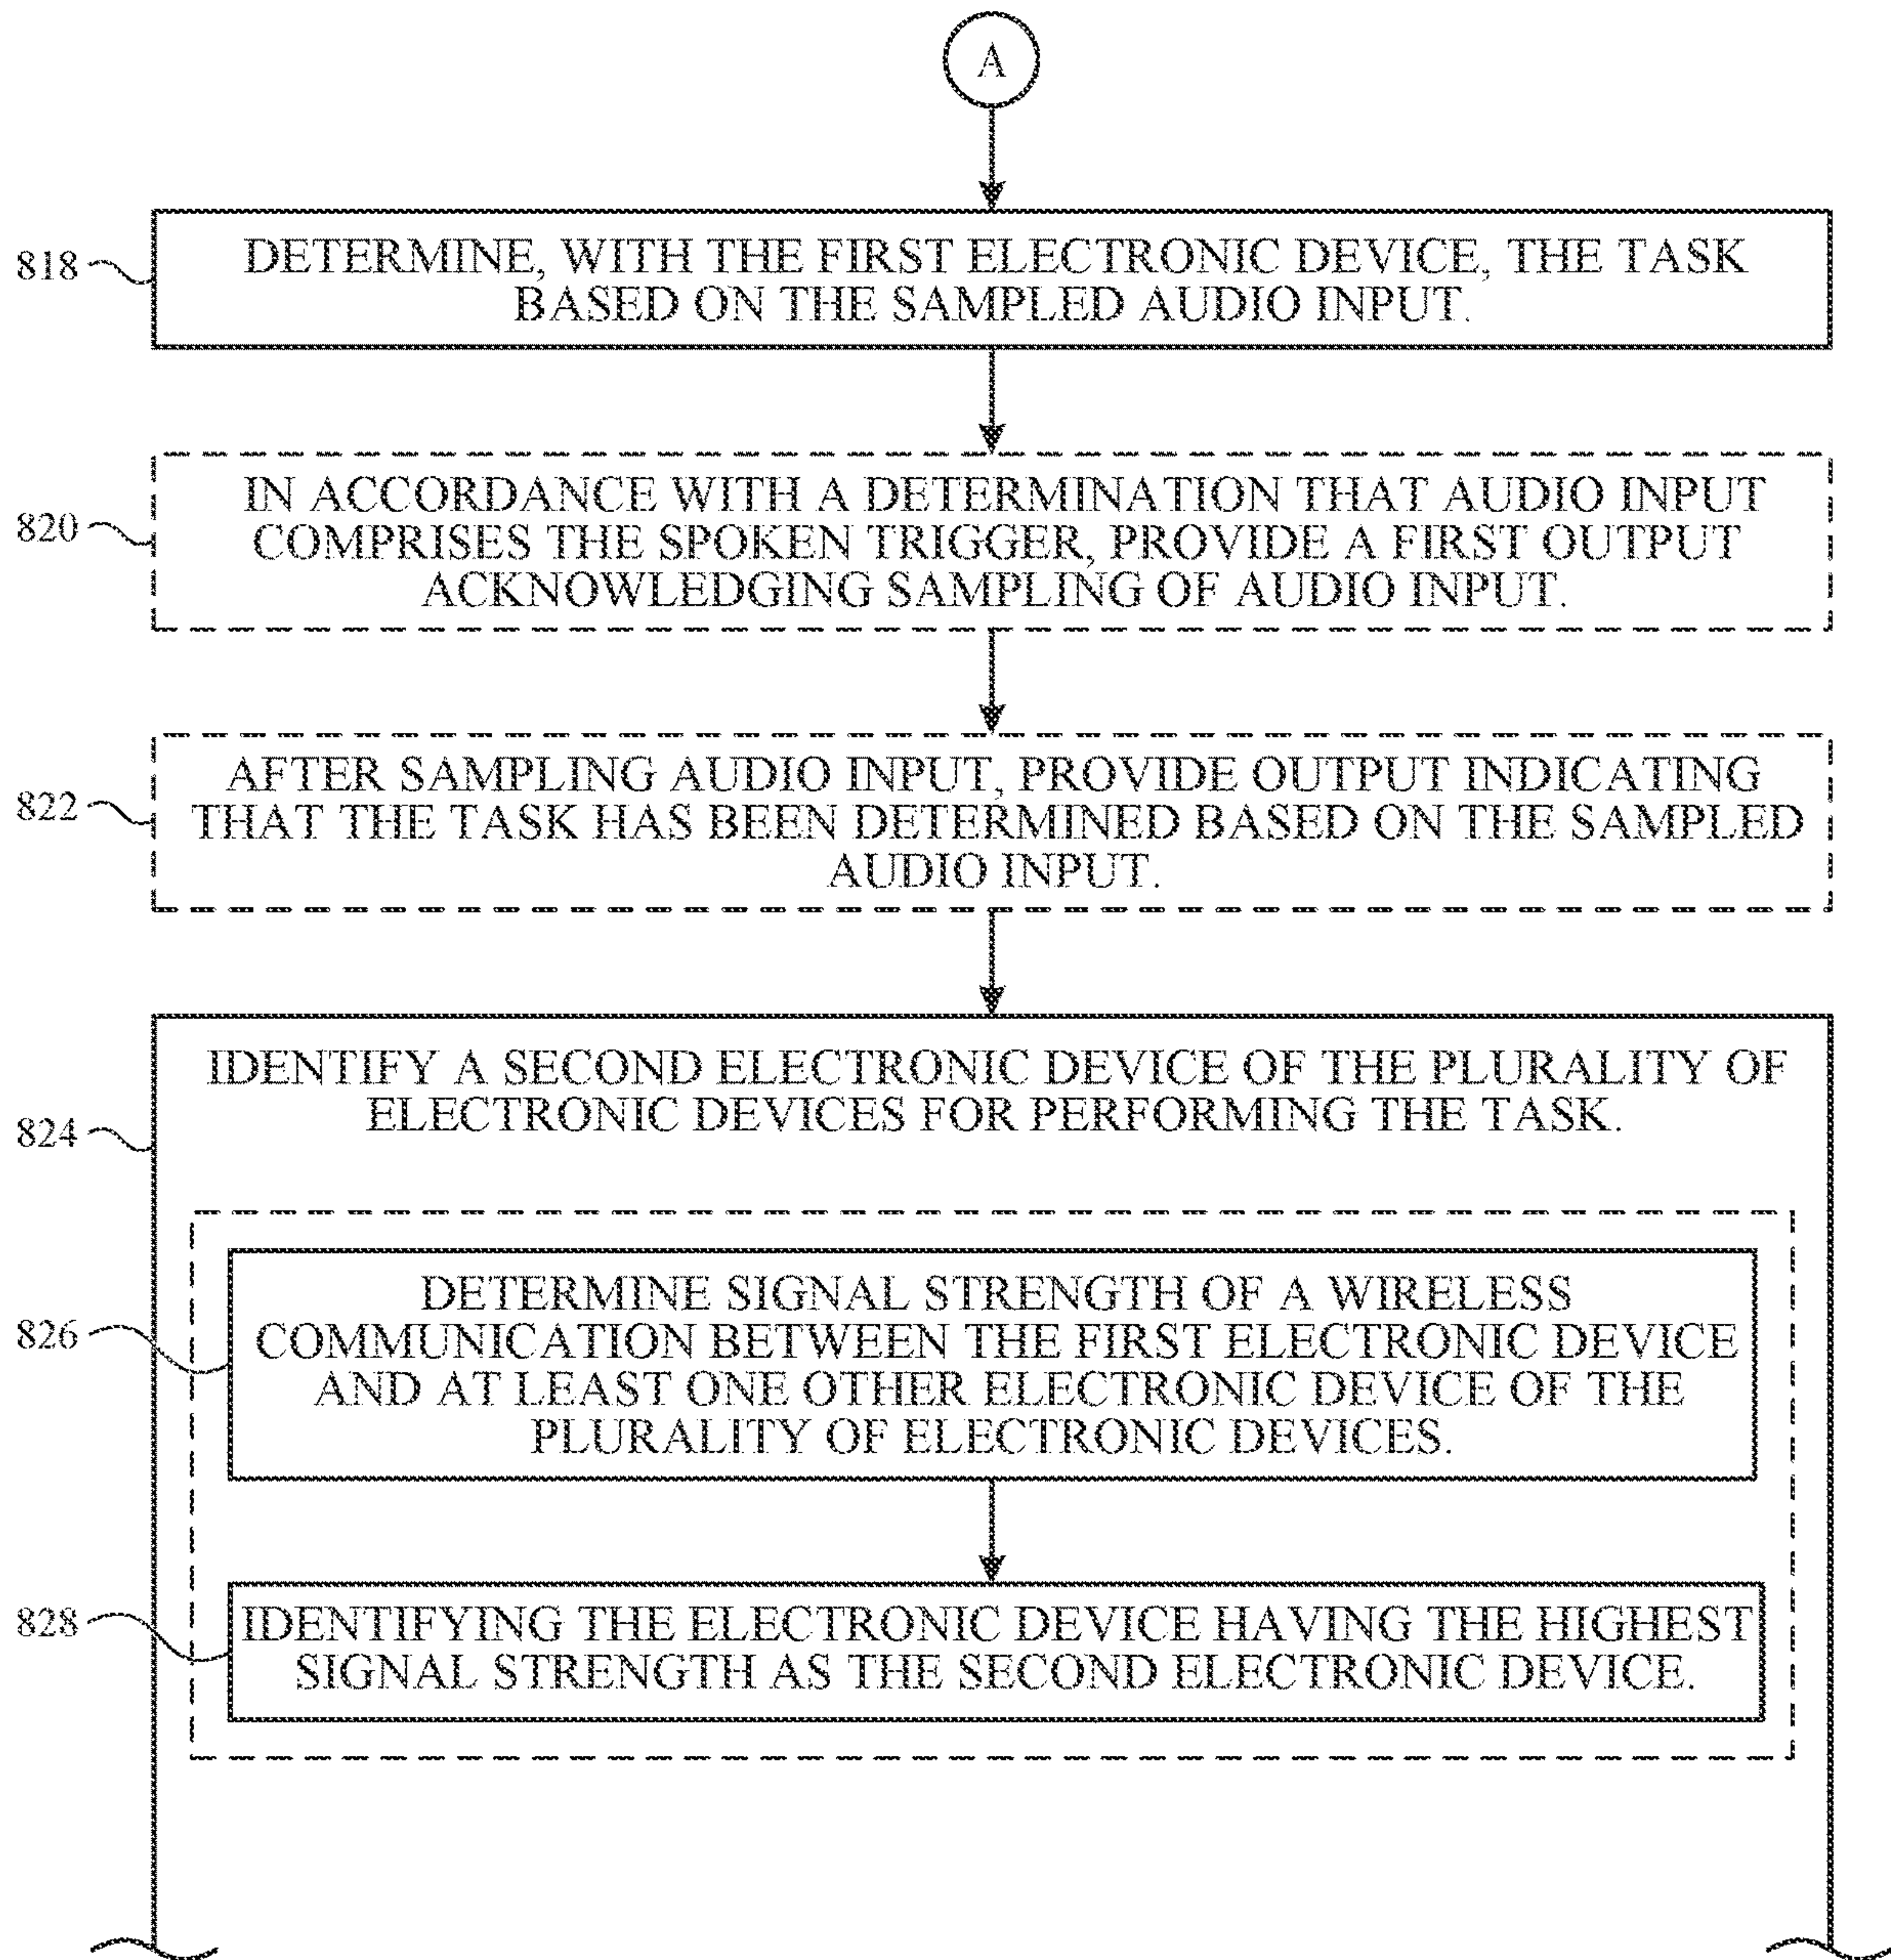 A
818
DETERMINE, WITH THE FIRST ELECTRONIC DEVICE, THE TASK
BASED ON THE SAMPLED AUDIO INPUT.
820
IN ACCORDANCE WITH A DETERMINATION THAT AUDIO INPUT
COMPRISES THE SPOKEN TRIGGER, PROVIDE A FIRST OUTPUT
ACKNOWLEDGING SAMPLING OF AUDIO INPUT.
822
AFTER SAMPLING AUDIO INPUT, PROVIDE OUTPUT INDICATING
THAT THE TASK HAS BEEN DETERMINED BASED ON THE SAMPLED
AUDIO INPUT.
824
IDENTIFY A SECOND ELECTRONIC DEVICE OF THE PLURALITY OF
ELECTRONIC DEVICES FOR PERFORMING THE TASK.
826
DETERMINE SIGNAL STRENGTH OF A WIRELESS
COMMUNICATION BETWEEN THE FIRST ELECTRONIC DEVICE
AND AT LEAST ONE OTHER ELECTRONIC DEVICE OF THE
PLURALITY OF ELECTRONIC DEVICES.
828
IDENTIFYING THE ELECTRONIC DEVICE HAVING THE HIGHEST
SIGNAL STRENGTH AS THE SECOND ELECTRONIC DEVICE.